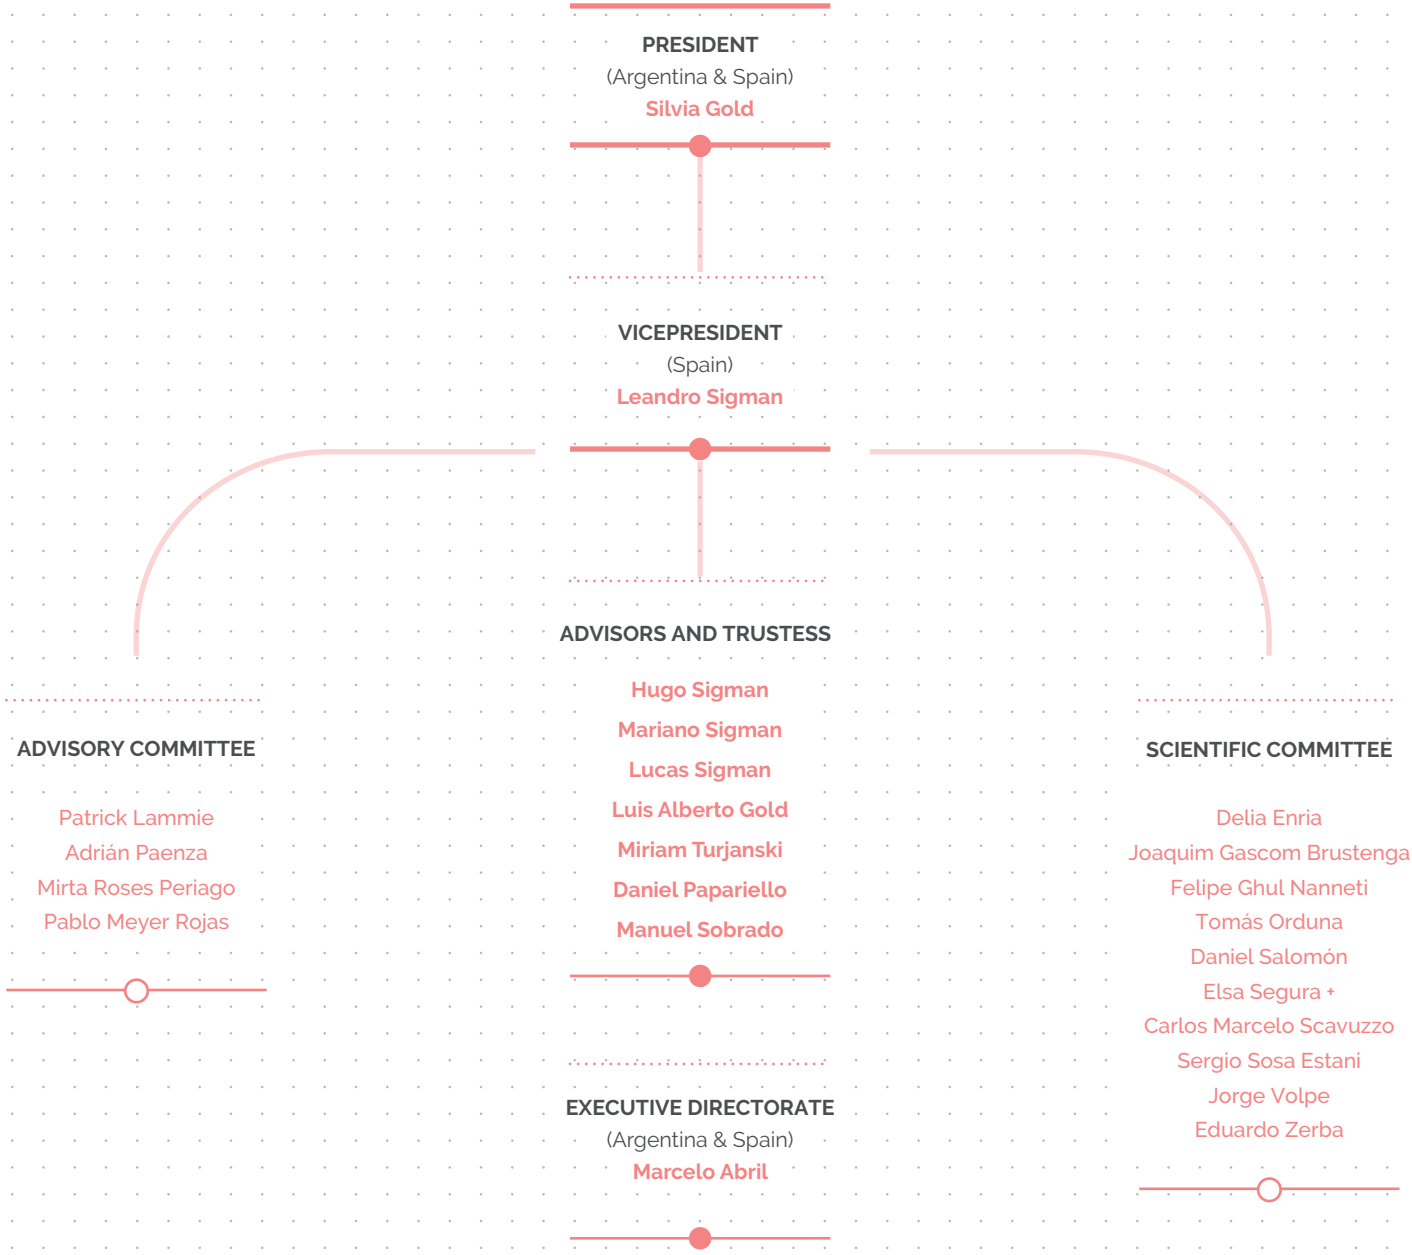 PRESIDENT
(Argentina & Spain)
Silvia Gold
VICEPRESIDENT
(Spain)
Leandro Sigman
ADVISORS AND TRUSTESS
Hugo Sigman
Mariano Sigman
Lucas Sigman
Luis Alberto Gold
Miriam Turjanski
Daniel Papariello
Manuel Sobrado
ADVISORY COMMITTEE
Patrick Lammie
Adrián Paenza
Mirta Roses Periago
Pablo Meyer Rojas
SCIENTIFIC COMMITTEE
Delia Enria
Joaquim Gascom Brustenga
Felipe Ghul Nanneti
Tomás Orduna
Daniel Salomón
Elsa Segura +
Carlos Marcelo Scavuzzo
Sergio Sosa Estani
Jorge Volpe
Eduardo Zerba
EXECUTIVE DIRECTORATE
(Argentina & Spain)
Marcelo Abril